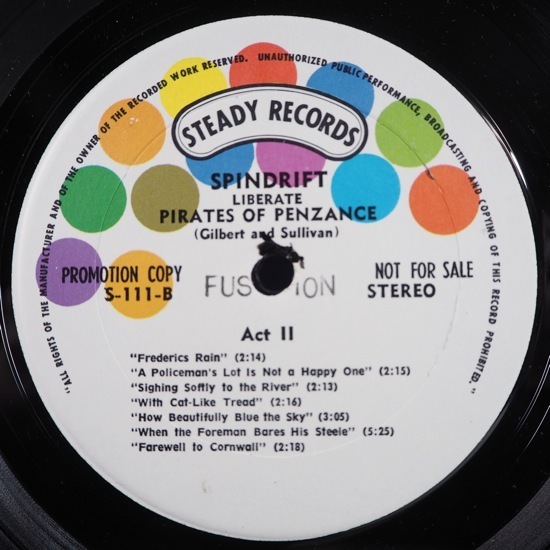 "ALL RIGHTS OF THE MANUFACTURER AND OF THE OWNER OF THE RECORDED WORK RESERVED. UNAUTHORIZED PUBLIC PERFORMANCE, BROADCASTING AND COPYING OF THIS RECORD PROHIBITED."
STEADY RECORDS
SPINDRIFT
LIBERATE
PIRATES OF PENZANCE
(Gilbert and Sullivan)
PROMOTION COPY
S-111-B
NOT FOR SALE
STEREO
Act II
"Frederics Rain" (2:14)
"A Policeman's Lot Is Not a Happy One" (2:15)
"Sighing Softly to the River" (2:13)
"With Cat-Like Tread" (2:16)
"How Beautifully Blue the Sky" (3:05)
"When the Foreman Bares His Steele" (5:25)
"Farewell to Cornwall" (2:18)